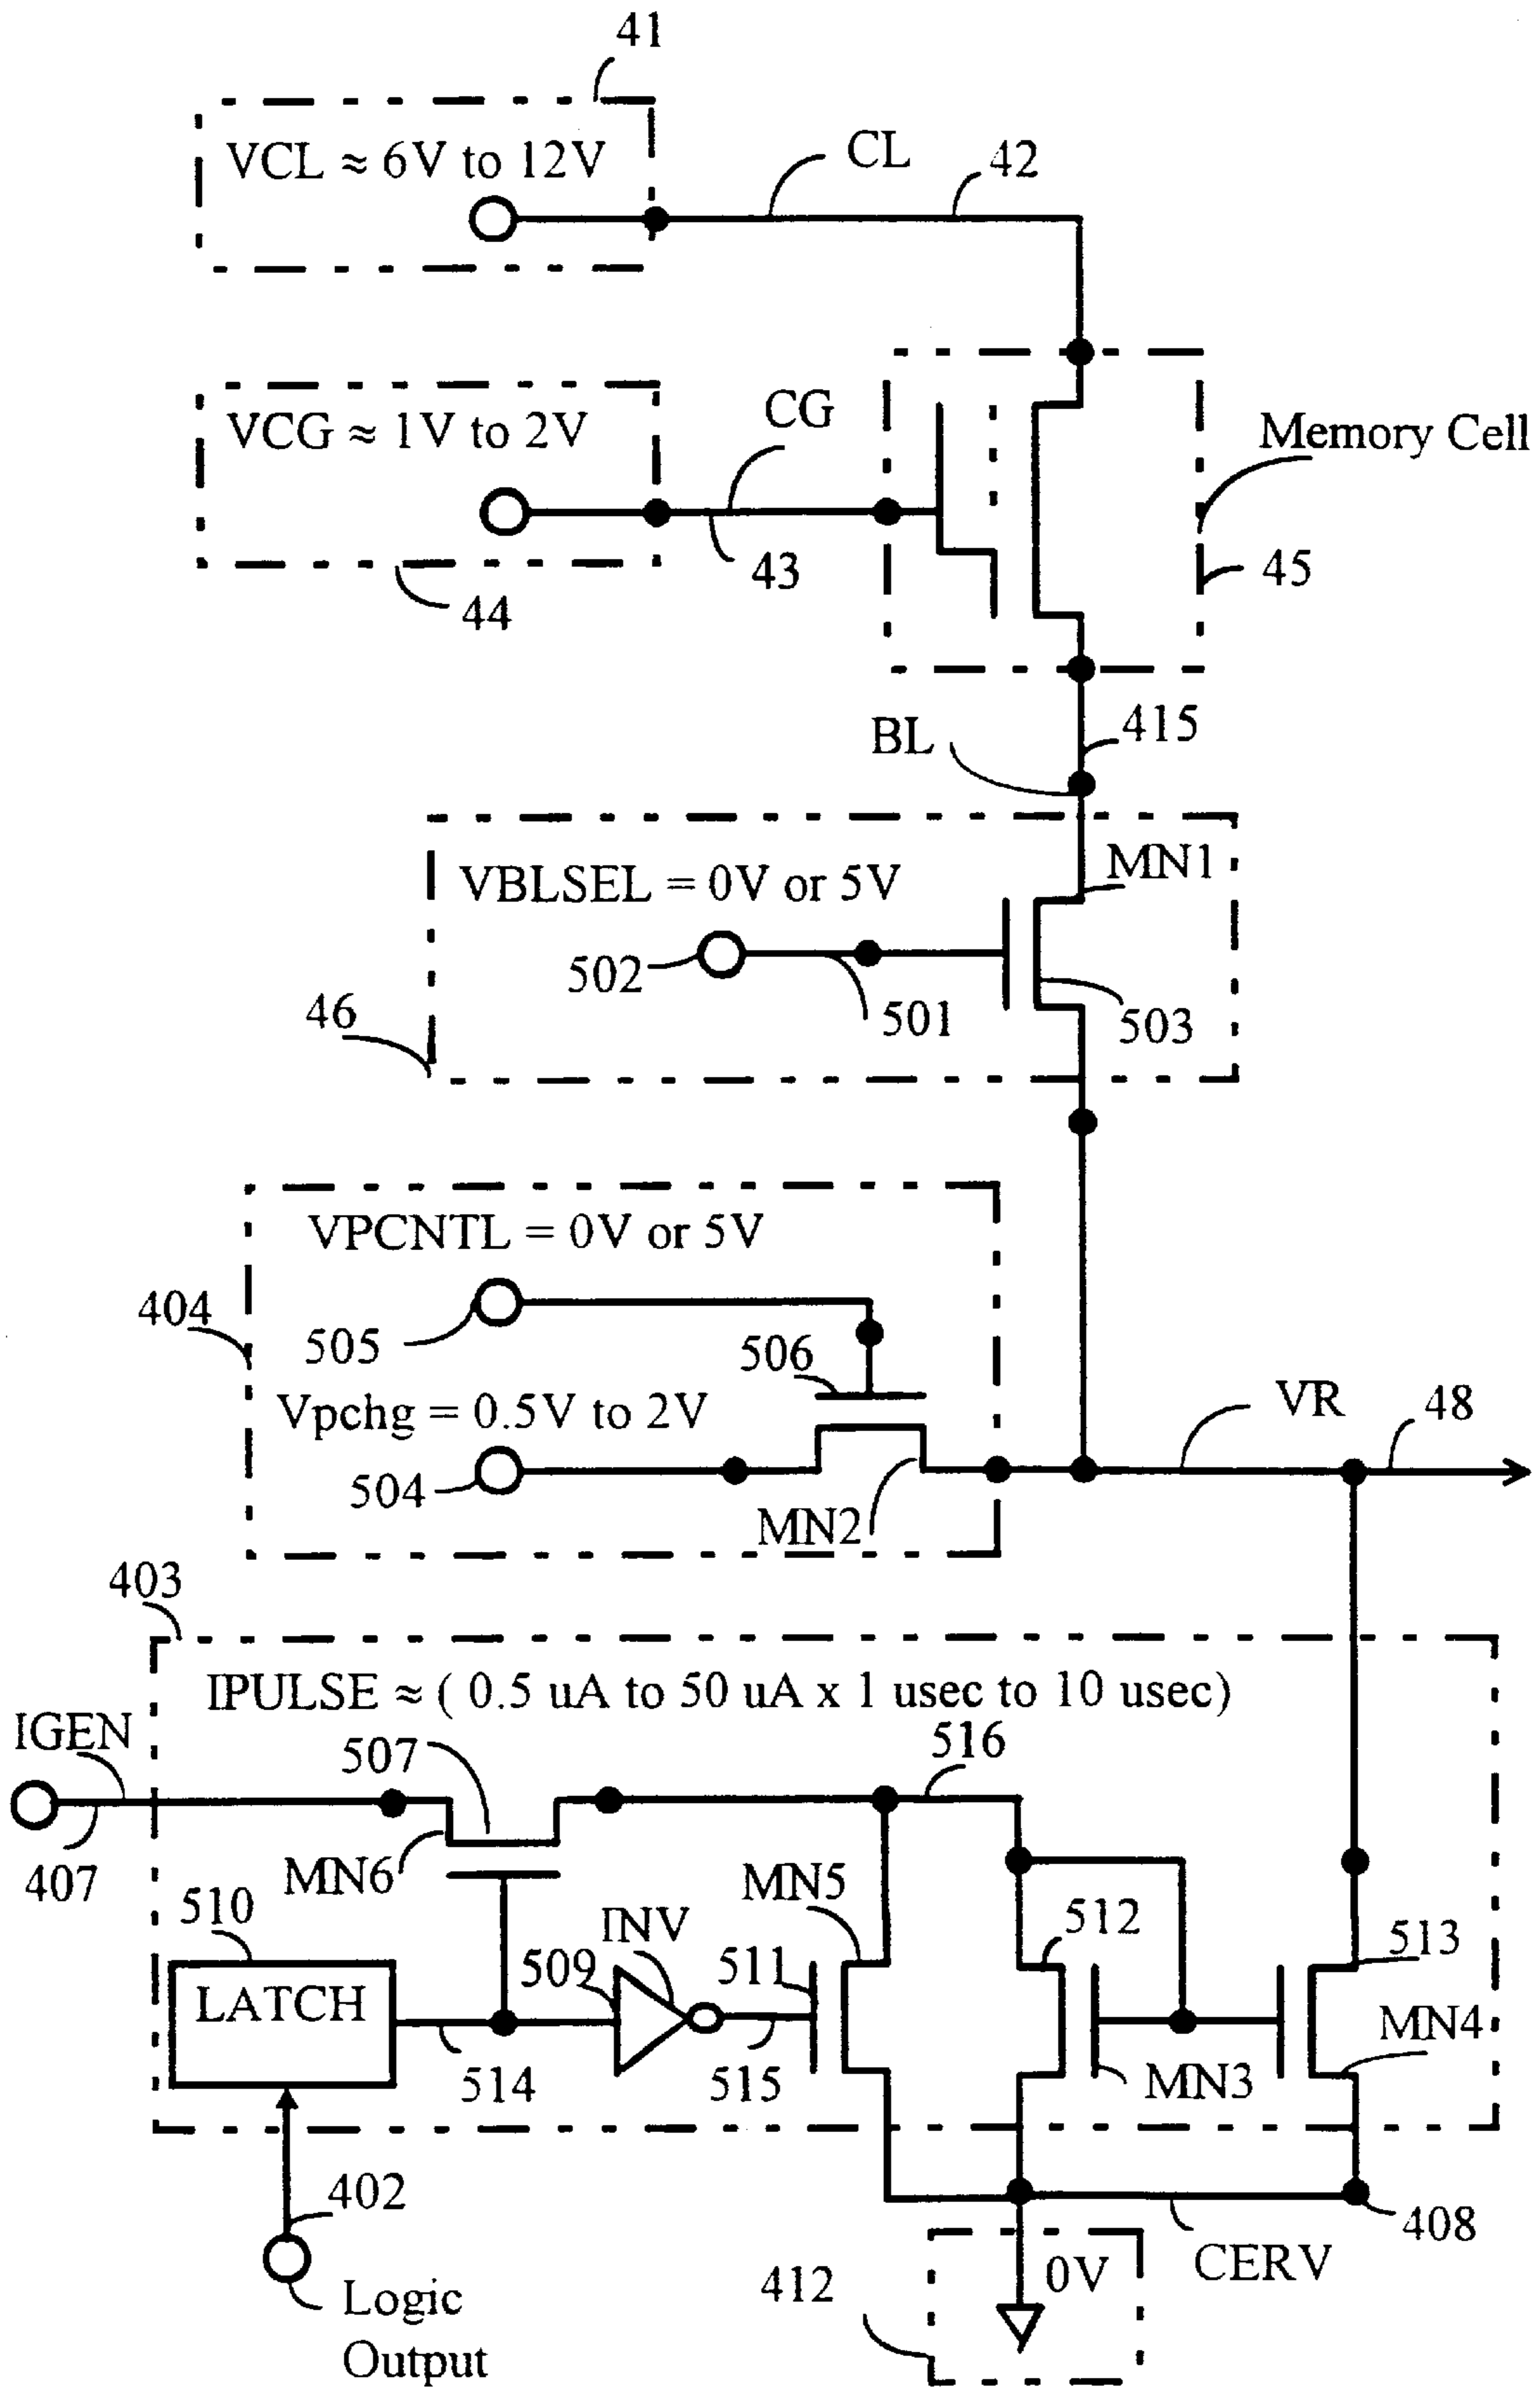 41
VCL ≈ 6V to 12V
CL
42
VCG ≈ 1V to 2V
CG
Memory Cell
43
45
44
BL
415
VBLSEL = 0V or 5V
MN1
502
501
503
46
VPCNTL = 0V or 5V
404
505
506
Vpchg = 0.5V to 2V
VR
48
504
MN2
403
IPULSE ≈ ( 0.5 uA to 50 uA x 1 usec to 10 usec)
IGEN
507
516
407
MN6
MN5
510
INV
512
513
LATCH
509
511
MN4
514
515
MN3
402
408
CERV
412
0V
Logic
Output